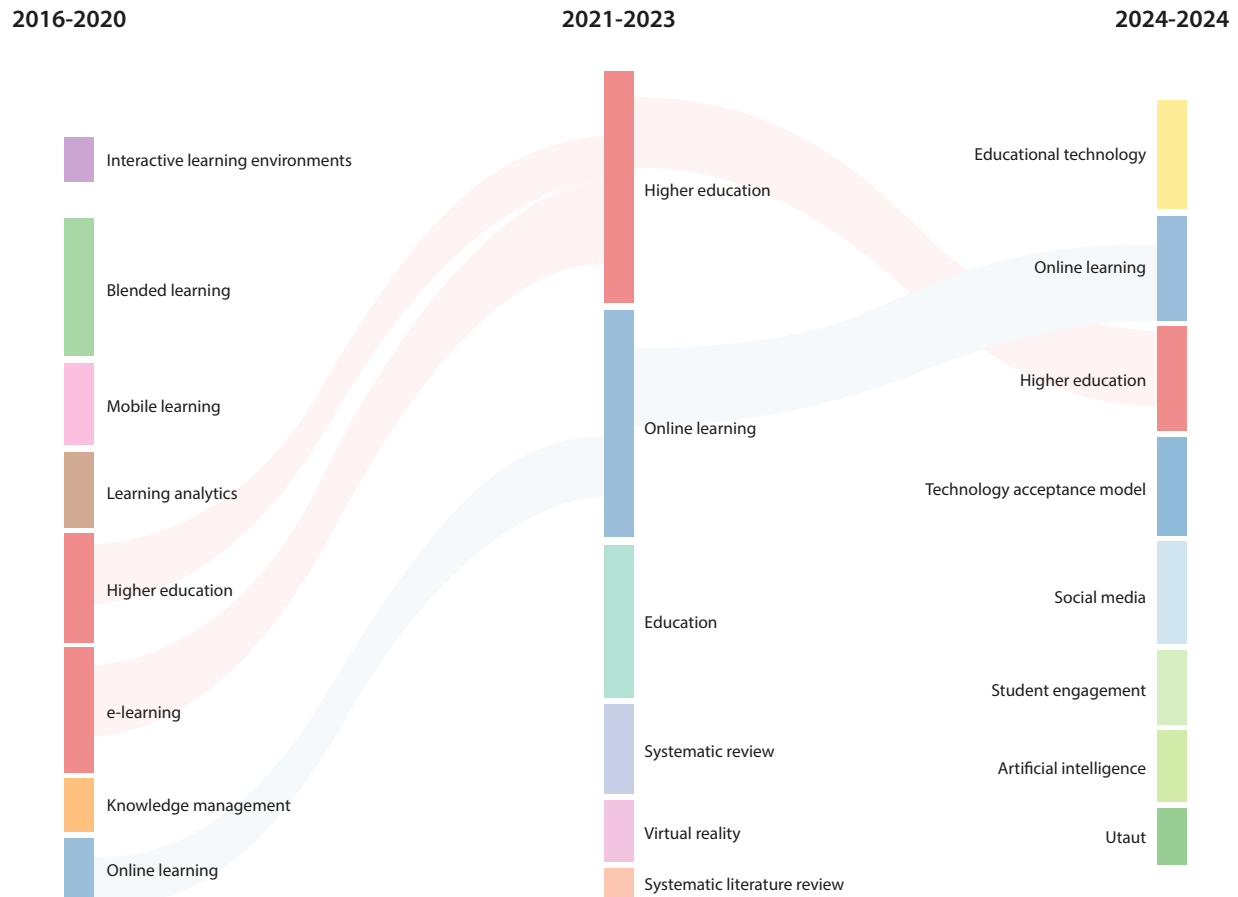 2016-2020
2021-2023
2024-2024
Interactive learning environments
Blended learning
Mobile learning
Learning analytics
Higher education
e-learning
Knowledge management
Online learning
Higher education
Online learning
Education
Systematic review
Virtual reality
Systematic literature review
Educational technology
Online learning
Higher education
Technology acceptance model
Social media
Student engagement
Artificial intelligence
Utaut